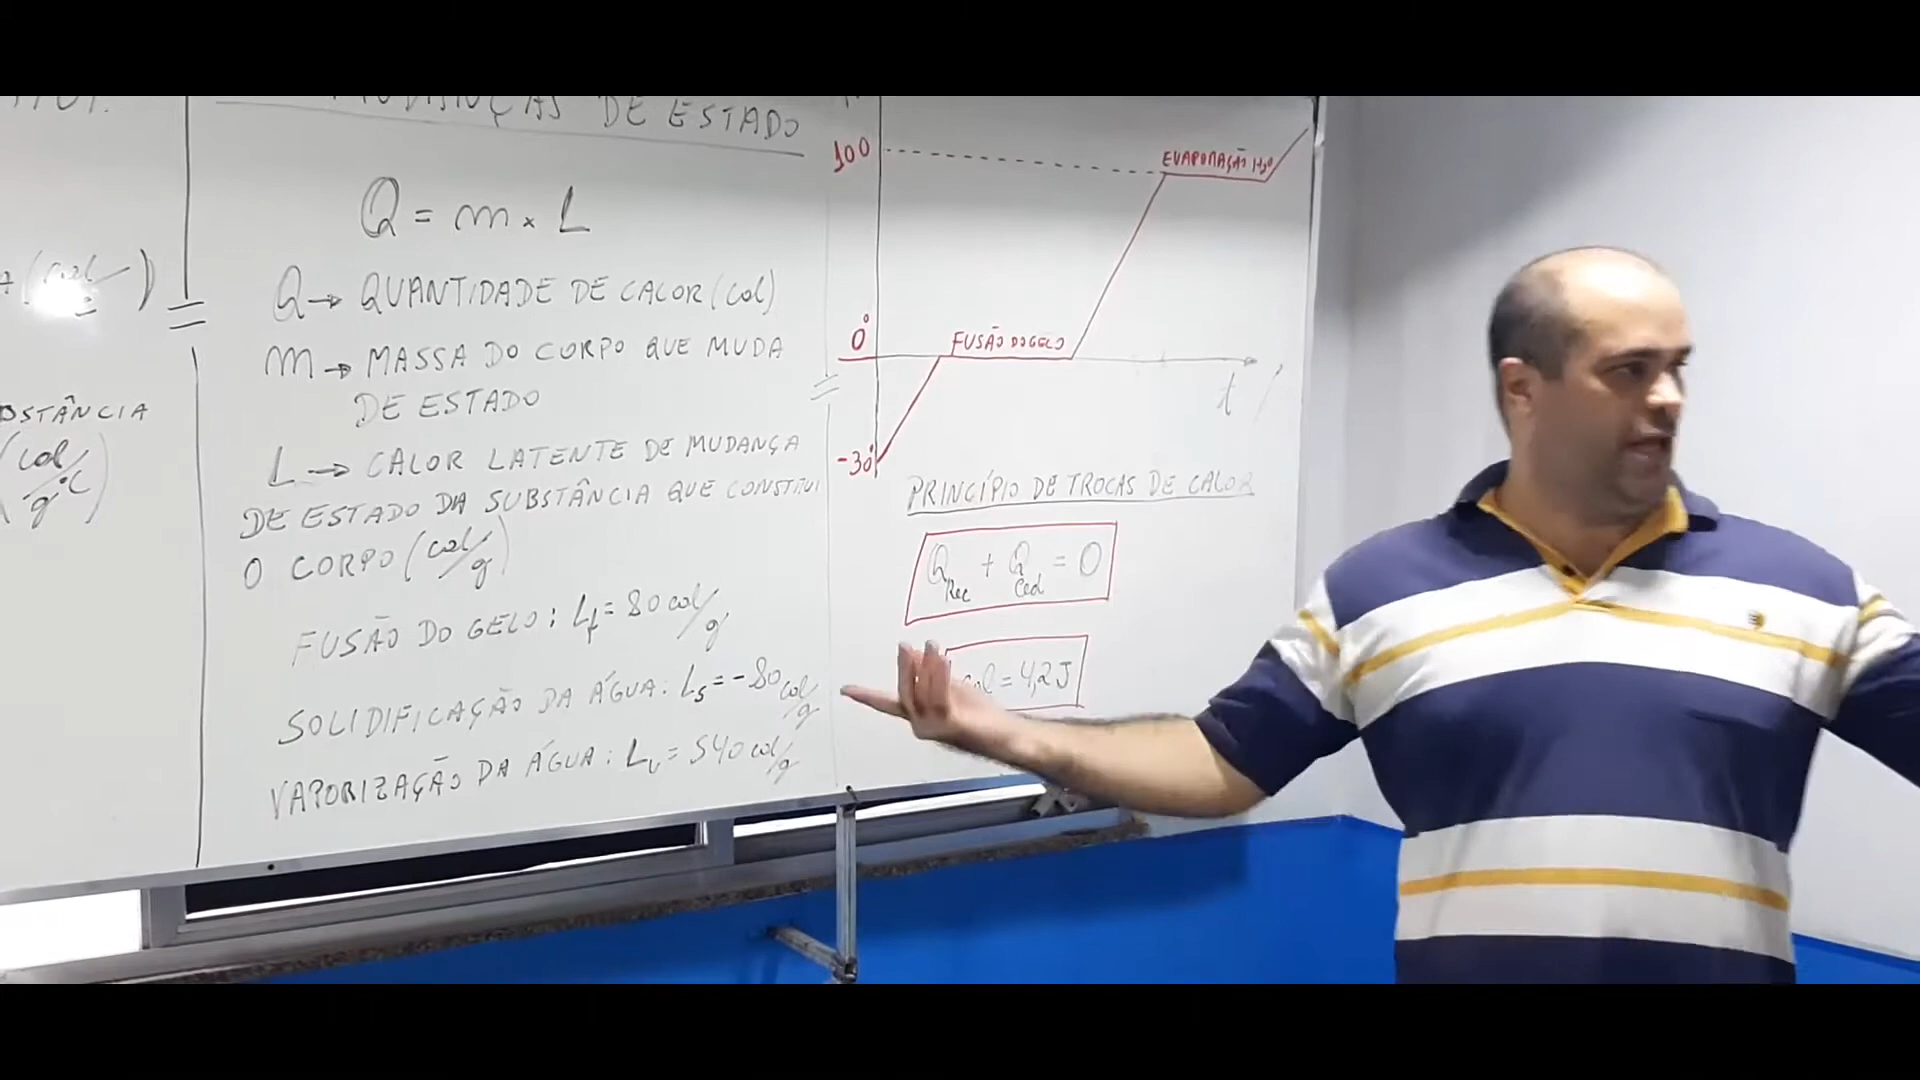 DE ESTADO
Q = m × L
Q → QUANTIDADE DE CALOR (cal)
m → MASSA DO CORPO QUE MUDA
DE ESTADO
L → CALOR LATENTE DE MUDANÇA
DE ESTADO DA SUBSTÂNCIA QUE CONSTITUI
O CORPO (cal/g)
FUSÃO DO GELO: Lf = 80 cal/g
SOLIDIFICAÇÃO DA ÁGUA: Ls = -80 cal/g
VAPORIZAÇÃO DA ÁGUA: Lv = 540 cal/g
(cal/g°C)
100
EVAPORAÇÃO H2O
0°
FUSÃO DO GELO
t
-30°
PRINCÍPIO DE TROCAS DE CALOR
QRec + QCed = 0
cal = 4,2J